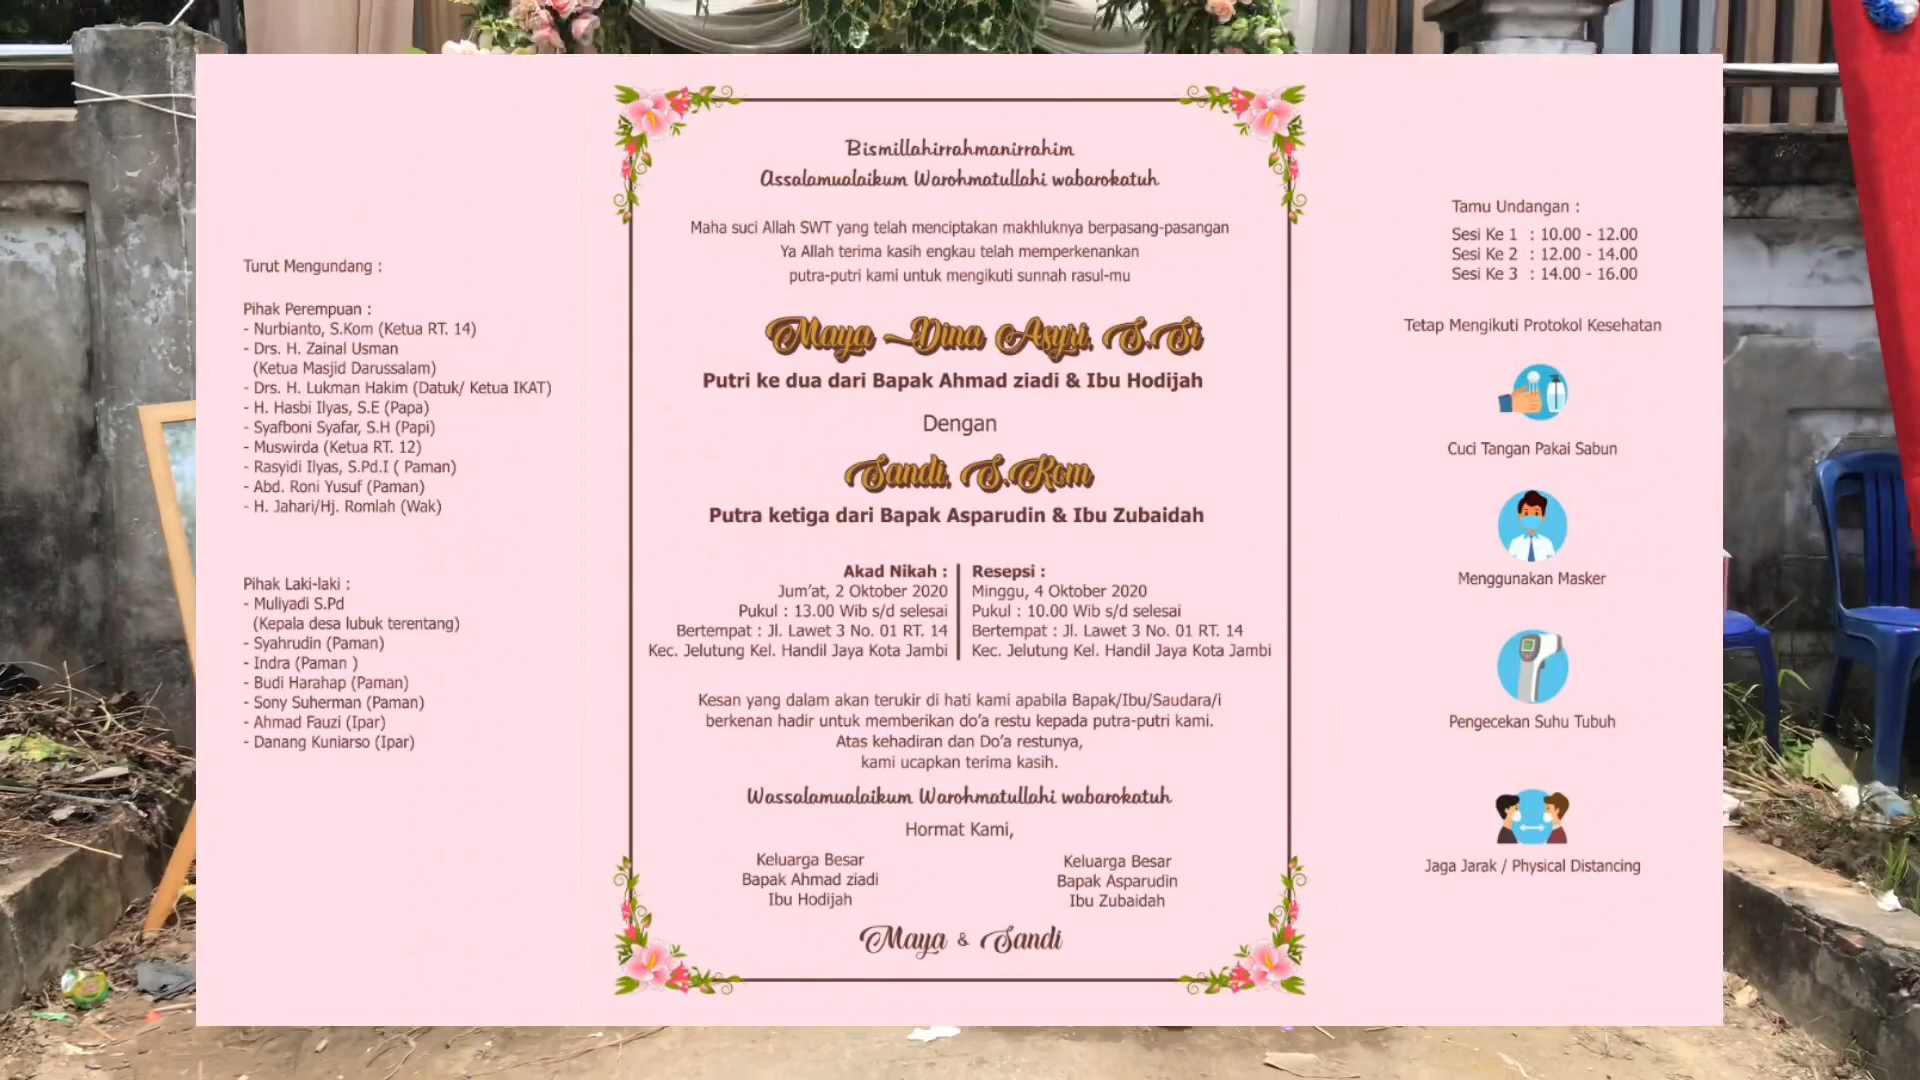 Turut Mengundang :
Pihak Perempuan :
- Nurbianto, S.Kom (Ketua RT. 14)
- Drs. H. Zainal Usman
(Ketua Masjid Darussalam)
- Drs. H. Lukman Hakim (Datuk/ Ketua IKAT)
- H. Hasbi Ilyas, S.E (Papa)
- Syafboni Syafar, S.H (Papi)
- Muswirda (Ketua RT. 12)
- Rasyidi Ilyas, S.Pd.I ( Paman)
- Abd. Roni Yusuf (Paman)
- H. Jahari/Hj. Romlah (Wak)
Pihak Laki-laki :
- Muliyadi S.Pd
(Kepala desa lubuk terentang)
- Syahrudin (Paman)
- Indra (Paman )
- Budi Harahap (Paman)
- Sony Suherman (Paman)
- Ahmad Fauzi (Ipar)
- Danang Kuniarso (Ipar)
Bismillahirrahmanirrahim
Assalamualaikum Warohmatullahi wabarokatuh
Maha suci Allah SWT yang telah menciptakan makhluknya berpasang-pasangan
Ya Allah terima kasih engkau telah memperkenankan
putra-putri kami untuk mengikuti sunnah rasul-mu
Maya Dina Asyri, S.Si
Putri ke dua dari Bapak Ahmad ziadi & Ibu Hodijah
Dengan
Sandi, S.Kom
Putra ketiga dari Bapak Asparudin & Ibu Zubaidah
Akad Nikah :
Jum'at, 2 Oktober 2020
Pukul : 13.00 Wib s/d selesai
Bertempat : Jl. Lawet 3 No. 01 RT. 14
Kec. Jelutung Kel. Handil Jaya Kota Jambi
Resepsi :
Minggu, 4 Oktober 2020
Pukul : 10.00 Wib s/d selesai
Bertempat : Jl. Lawet 3 No. 01 RT. 14
Kec. Jelutung Kel. Handil Jaya Kota Jambi
Kesan yang dalam akan terukir di hati kami apabila Bapak/Ibu/Saudara/i
berkenan hadir untuk memberikan do'a restu kepada putra-putri kami.
Atas kehadiran dan Do'a restunya,
kami ucapkan terima kasih.
Wassalamualaikum Warohmatullahi wabarokatuh
Hormat Kami,
Keluarga Besar
Bapak Ahmad ziadi
Ibu Hodijah
Keluarga Besar
Bapak Asparudin
Ibu Zubaidah
Maya & Sandi
Tamu Undangan :
Sesi Ke 1 : 10.00 - 12.00
Sesi Ke 2 : 12.00 - 14.00
Sesi Ke 3 : 14.00 - 16.00
Tetap Mengikuti Protokol Kesehatan
Cuci Tangan Pakai Sabun
Menggunakan Masker
Pengecekan Suhu Tubuh
Jaga Jarak / Physical Distancing